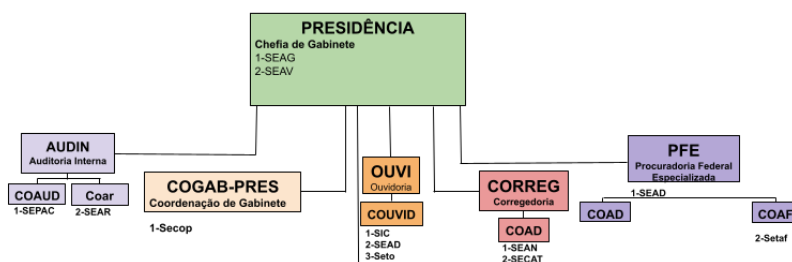 PRESIDÊNCIA
Chefia de Gabinete
1-SEAG
2-SEAV
AUDIN
Auditoria Interna
COAUD
1-SEPAC
Coar
2-SEAR
COGAB-PRES
Coordenação de Gabinete
1-Secop
OUVI
Ouvidoria
COUVID
1-SIC
2-SEAD
3-Seto
CORREG
Corregedoria
COAD
1-SEAN
2-SECAT
PFE
Procuradoria Federal
Especializada
1-SEAD
COAD
COAF
2-Setaf